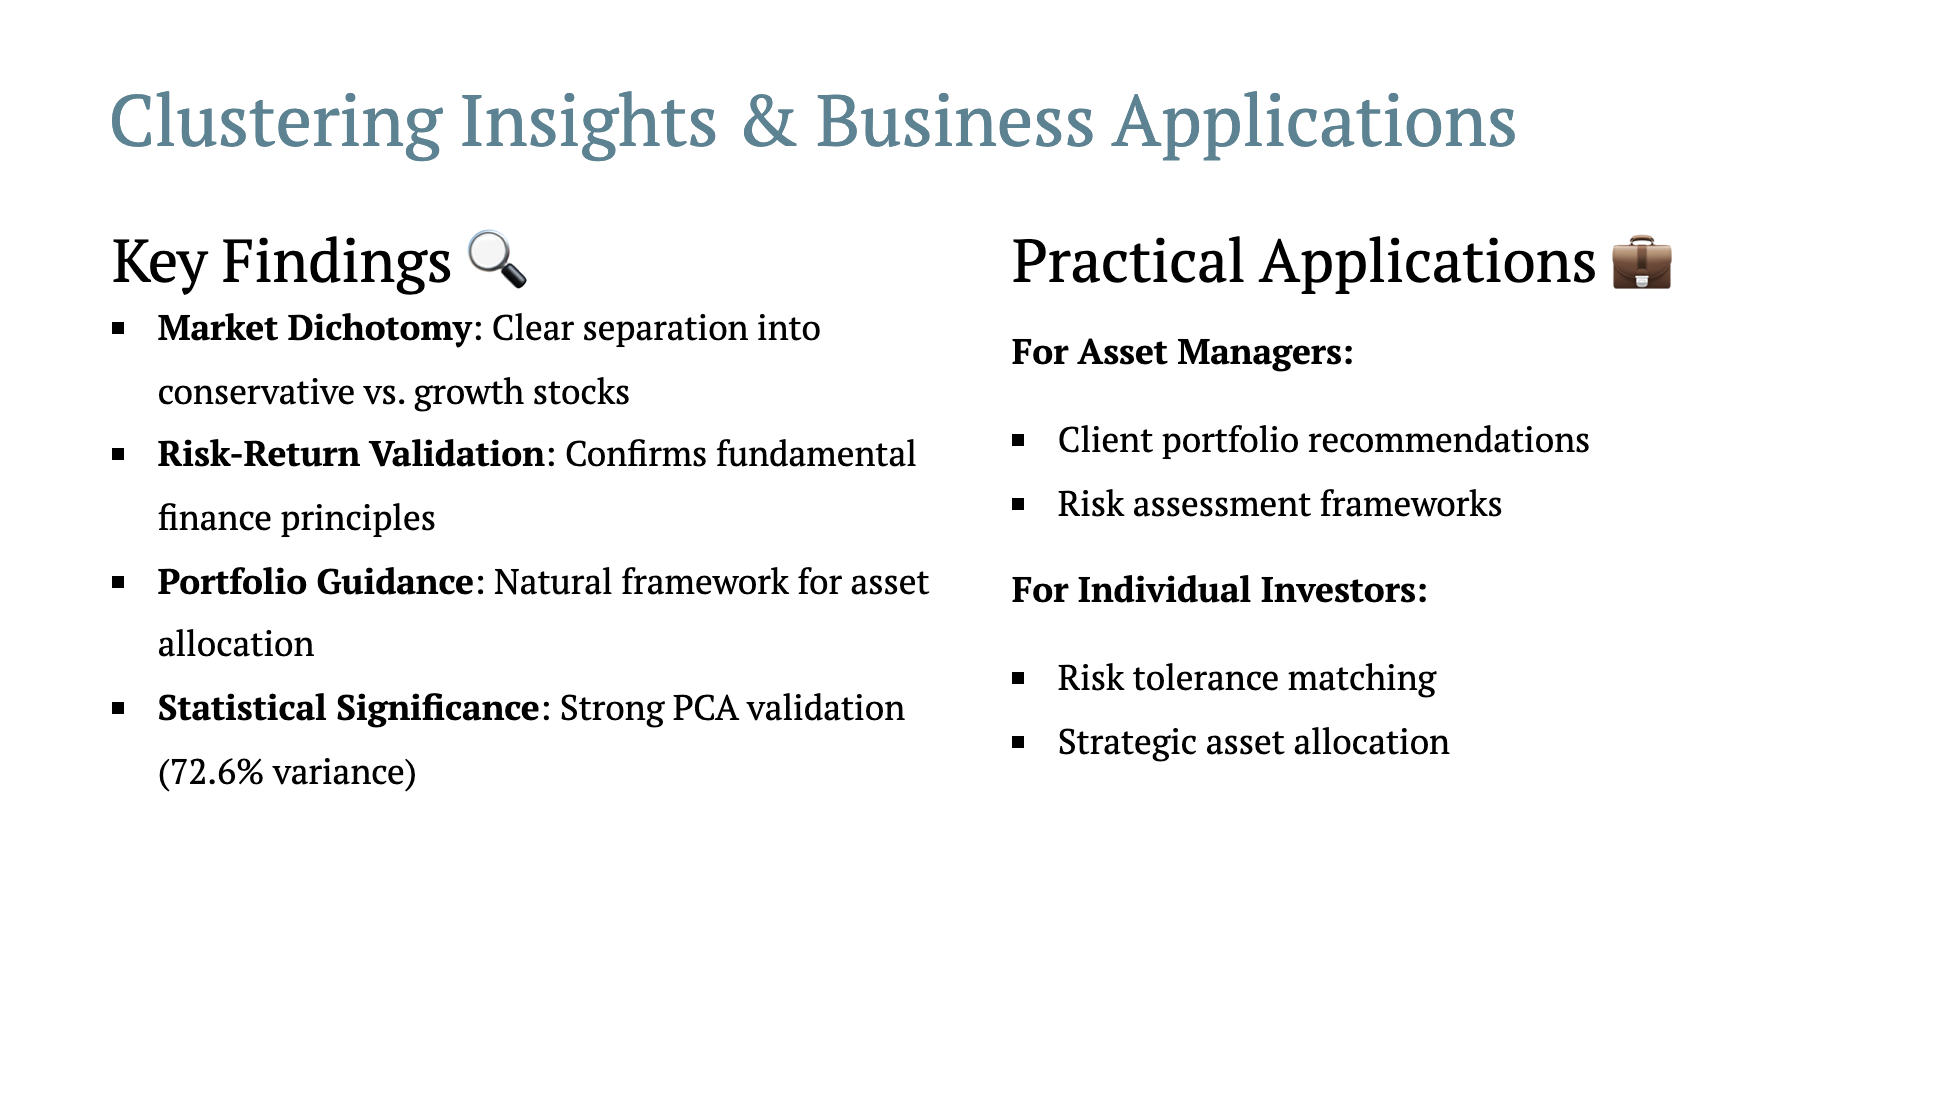 Clustering Insights & Business Applications
Key Findings 🔍
Market Dichotomy: Clear separation into
conservative vs. growth stocks
Risk-Return Validation: Confirms fundamental
finance principles
Portfolio Guidance: Natural framework for asset
allocation
Statistical Significance: Strong PCA validation
(72.6% variance)
Practical Applications 💼
For Asset Managers:
Client portfolio recommendations
Risk assessment frameworks
For Individual Investors:
Risk tolerance matching
Strategic asset allocation